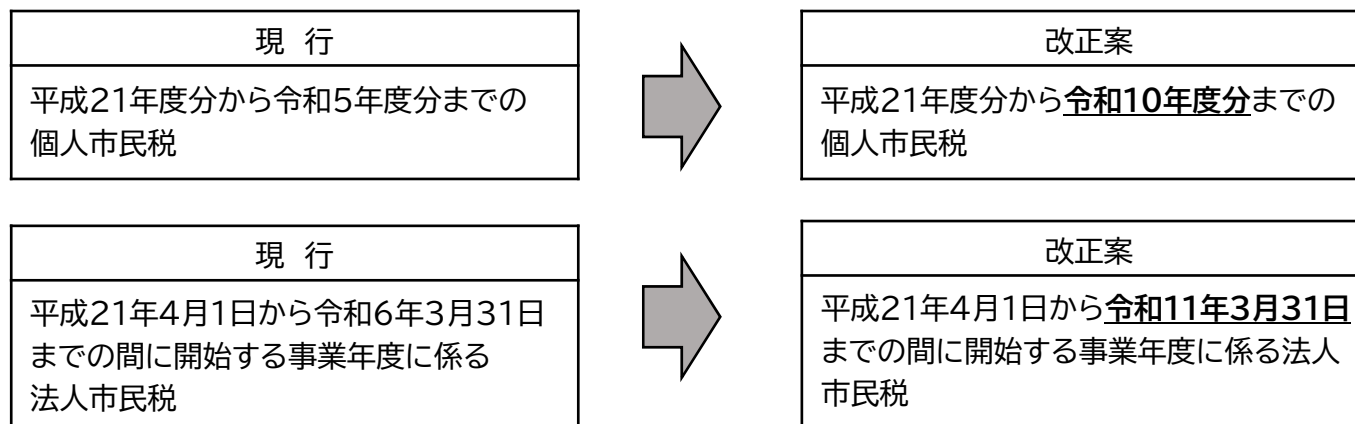 現 行
平成21年度分から令和5年度分までの
個人市民税
改正案
平成21年度分から令和10年度分までの
個人市民税
現 行
平成21年4月1日から令和6年3月31日
までの間に開始する事業年度に係る
法人市民税
改正案
平成21年4月1日から令和11年3月31日
までの間に開始する事業年度に係る法人
市民税